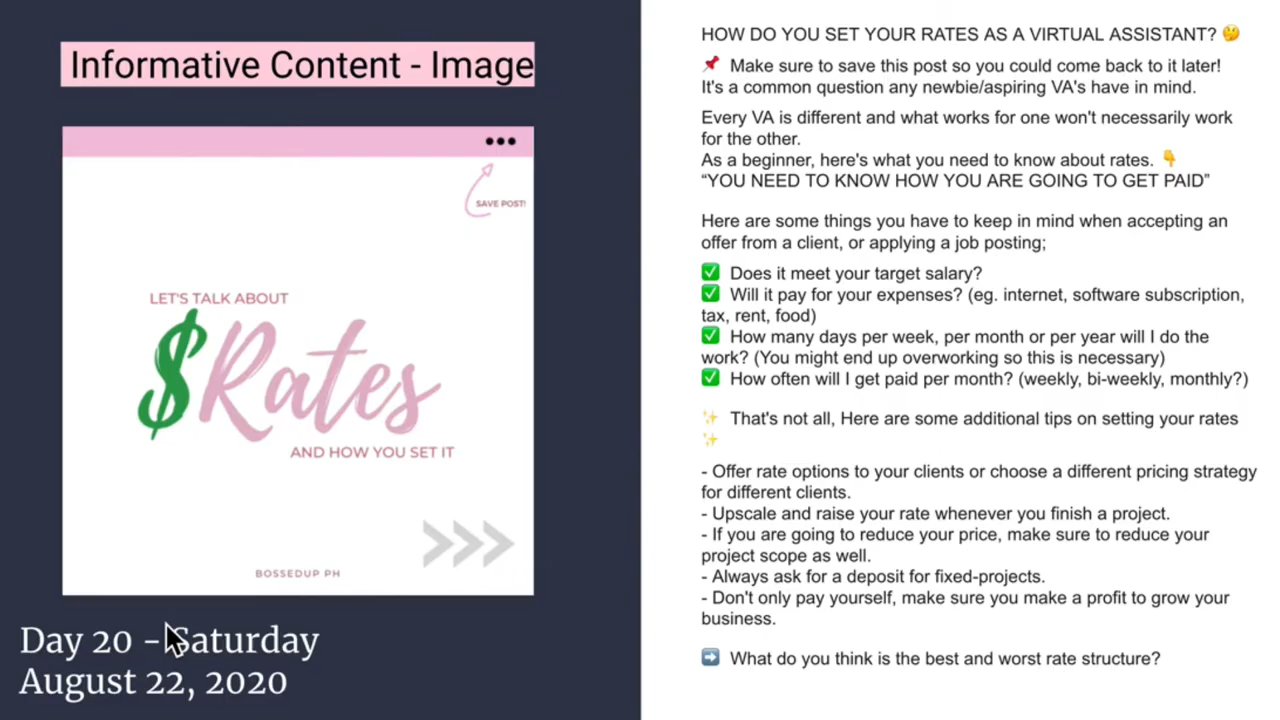 Informative Content - Image
SAVE POST!
LET'S TALK ABOUT
$Rates
AND HOW YOU SET IT
BOSSEDUP PH
Day 20 - Saturday
August 22, 2020
HOW DO YOU SET YOUR RATES AS A VIRTUAL ASSISTANT? 🤔
📌 Make sure to save this post so you could come back to it later!
It's a common question any newbie/aspiring VA's have in mind.
Every VA is different and what works for one won't necessarily work
for the other.
As a beginner, here's what you need to know about rates. 👇
“YOU NEED TO KNOW HOW YOU ARE GOING TO GET PAID”
Here are some things you have to keep in mind when accepting an
offer from a client, or applying a job posting;
✅ Does it meet your target salary?
✅ Will it pay for your expenses? (eg. internet, software subscription,
tax, rent, food)
✅ How many days per week, per month or per year will I do the
work? (You might end up overworking so this is necessary)
✅ How often will I get paid per month? (weekly, bi-weekly, monthly?)
✨ That's not all, Here are some additional tips on setting your rates
✨
- Offer rate options to your clients or choose a different pricing strategy
for different clients.
- Upscale and raise your rate whenever you finish a project.
- If you are going to reduce your price, make sure to reduce your
project scope as well.
- Always ask for a deposit for fixed-projects.
- Don't only pay yourself, make sure you make a profit to grow your
business.
➡️ What do you think is the best and worst rate structure?